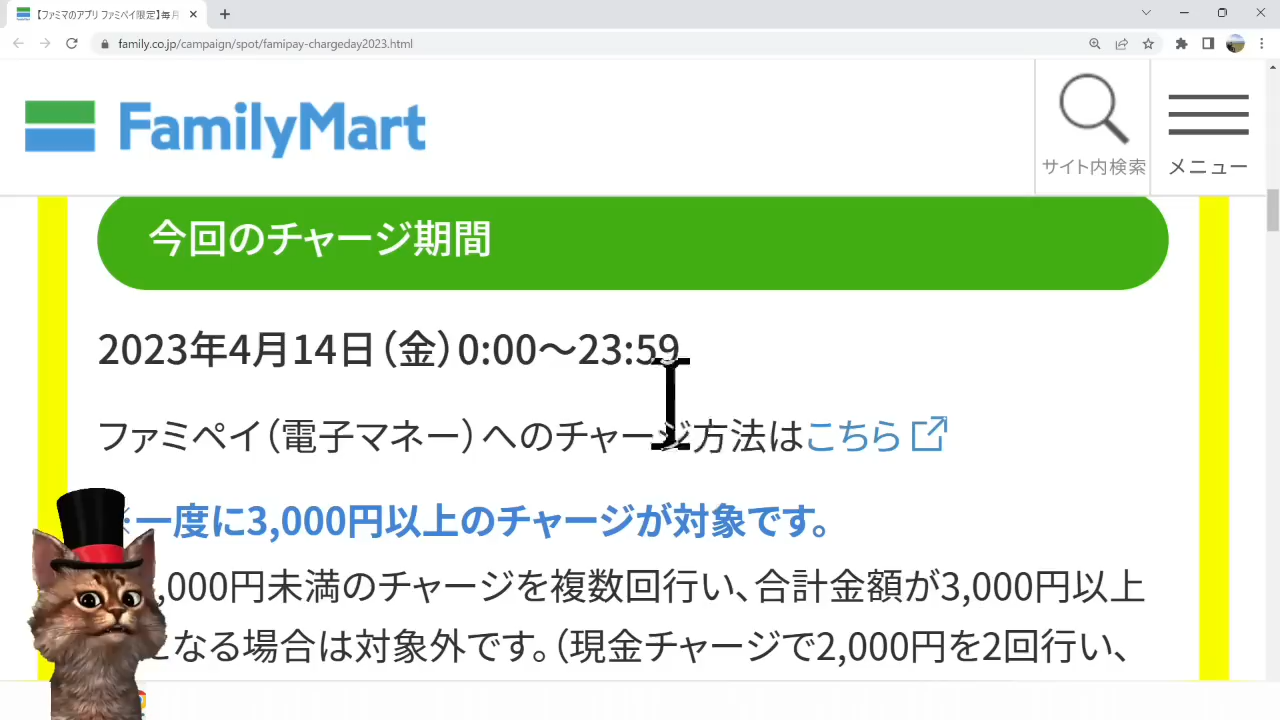 【ファミマのアプリ ファミペイ限定】毎月
family.co.jp/campaign/spot/famipay-chargeday2023.html
FamilyMart
サイト内検索
メニュー
今回のチャージ期間
2023年4月14日（金）0:00～23:59
ファミペイ（電子マネー）へのチャージ方法はこちら
※一度に3,000円以上のチャージが対象です。
,000円未満のチャージを複数回行い、合計金額が3,000円以上
になる場合は対象外です。（現金チャージで2,000円を2回行い、